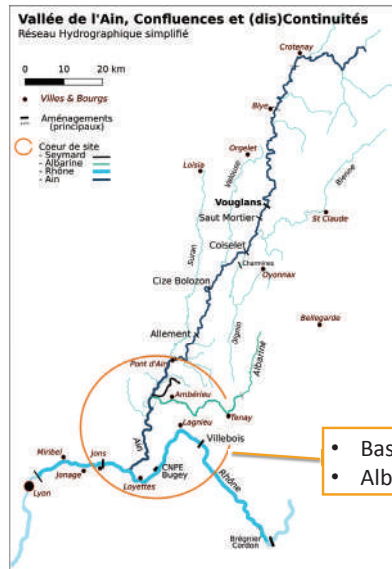 Vallée de l'Ain, Confluences et (dis)Continuités
Réseau Hydrographique simplifié
0 10 20 km
Villes & Bourgs
Aménagements
(principaux)
Coeur de site
- Seymard
- Albarine
- Rhône
- Ain
Crotenay
Blye
Orgelet
Loisia
Valouse
Bienne
Vouglans
Saut Mortier
St Claude
Suran
Coiselet
Charmines
Oyonnax
Cize Bolozon
Oignin
Bellegarde
Allement
Pont d'Ain
Albarine
Ambérieu
Tenay
Lagnieu
Ain
Villebois
Miribel
Jons
CNPE
Bugey
Jonage
Loyettes
Rhône
Lyon
Brégnier
Cordon
• Bas
• Alb